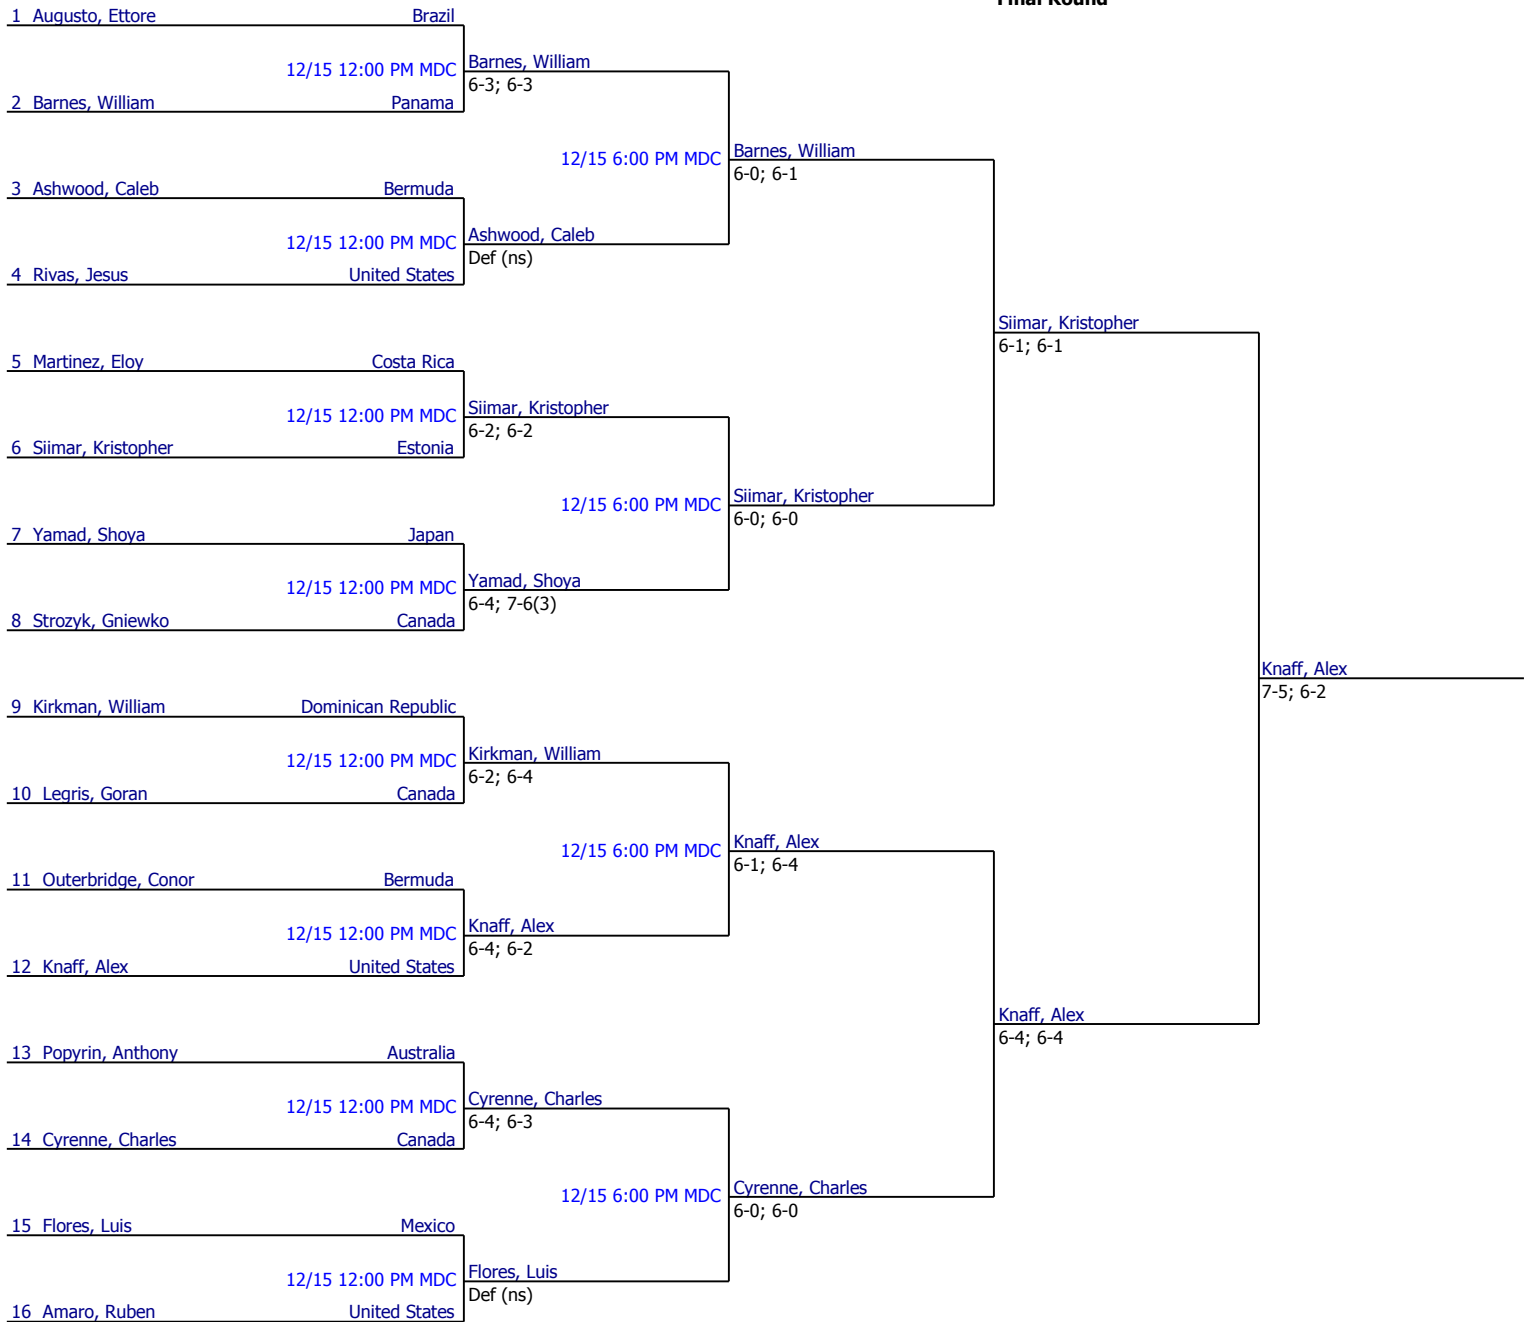 Final Round
1 Augusto, Ettore Brazil
12/15 12:00 PM MDC Barnes, William
6-3; 6-3
2 Barnes, William Panama
12/15 6:00 PM MDC Barnes, William
6-0; 6-1
3 Ashwood, Caleb Bermuda
12/15 12:00 PM MDC Ashwood, Caleb
Def (ns)
4 Rivas, Jesus United States
Siimar, Kristopher
6-1; 6-1
5 Martinez, Eloy Costa Rica
12/15 12:00 PM MDC Siimar, Kristopher
6-2; 6-2
6 Siimar, Kristopher Estonia
12/15 6:00 PM MDC Siimar, Kristopher
6-0; 6-0
7 Yamad, Shoya Japan
12/15 12:00 PM MDC Yamad, Shoya
6-4; 7-6(3)
8 Strozyk, Gniewko Canada
Knaff, Alex
7-5; 6-2
9 Kirkman, William Dominican Republic
12/15 12:00 PM MDC Kirkman, William
6-2; 6-4
10 Legris, Goran Canada
12/15 6:00 PM MDC Knaff, Alex
6-1; 6-4
11 Outerbridge, Conor Bermuda
12/15 12:00 PM MDC Knaff, Alex
6-4; 6-2
12 Knaff, Alex United States
Knaff, Alex
6-4; 6-4
13 Popyrin, Anthony Australia
12/15 12:00 PM MDC Cyrenne, Charles
6-4; 6-3
14 Cyrenne, Charles Canada
12/15 6:00 PM MDC Cyrenne, Charles
6-0; 6-0
15 Flores, Luis Mexico
12/15 12:00 PM MDC Flores, Luis
Def (ns)
16 Amaro, Ruben United States